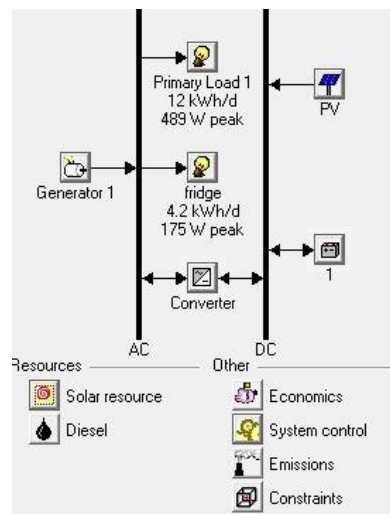 Primary Load 1
12 kWh/d
489 W peak
PV
Generator 1
fridge
4.2 kWh/d
175 W peak
1
Converter
AC
DC
Resources
Other
Solar resource
Economics
Diesel
System control
Emissions
Constraints